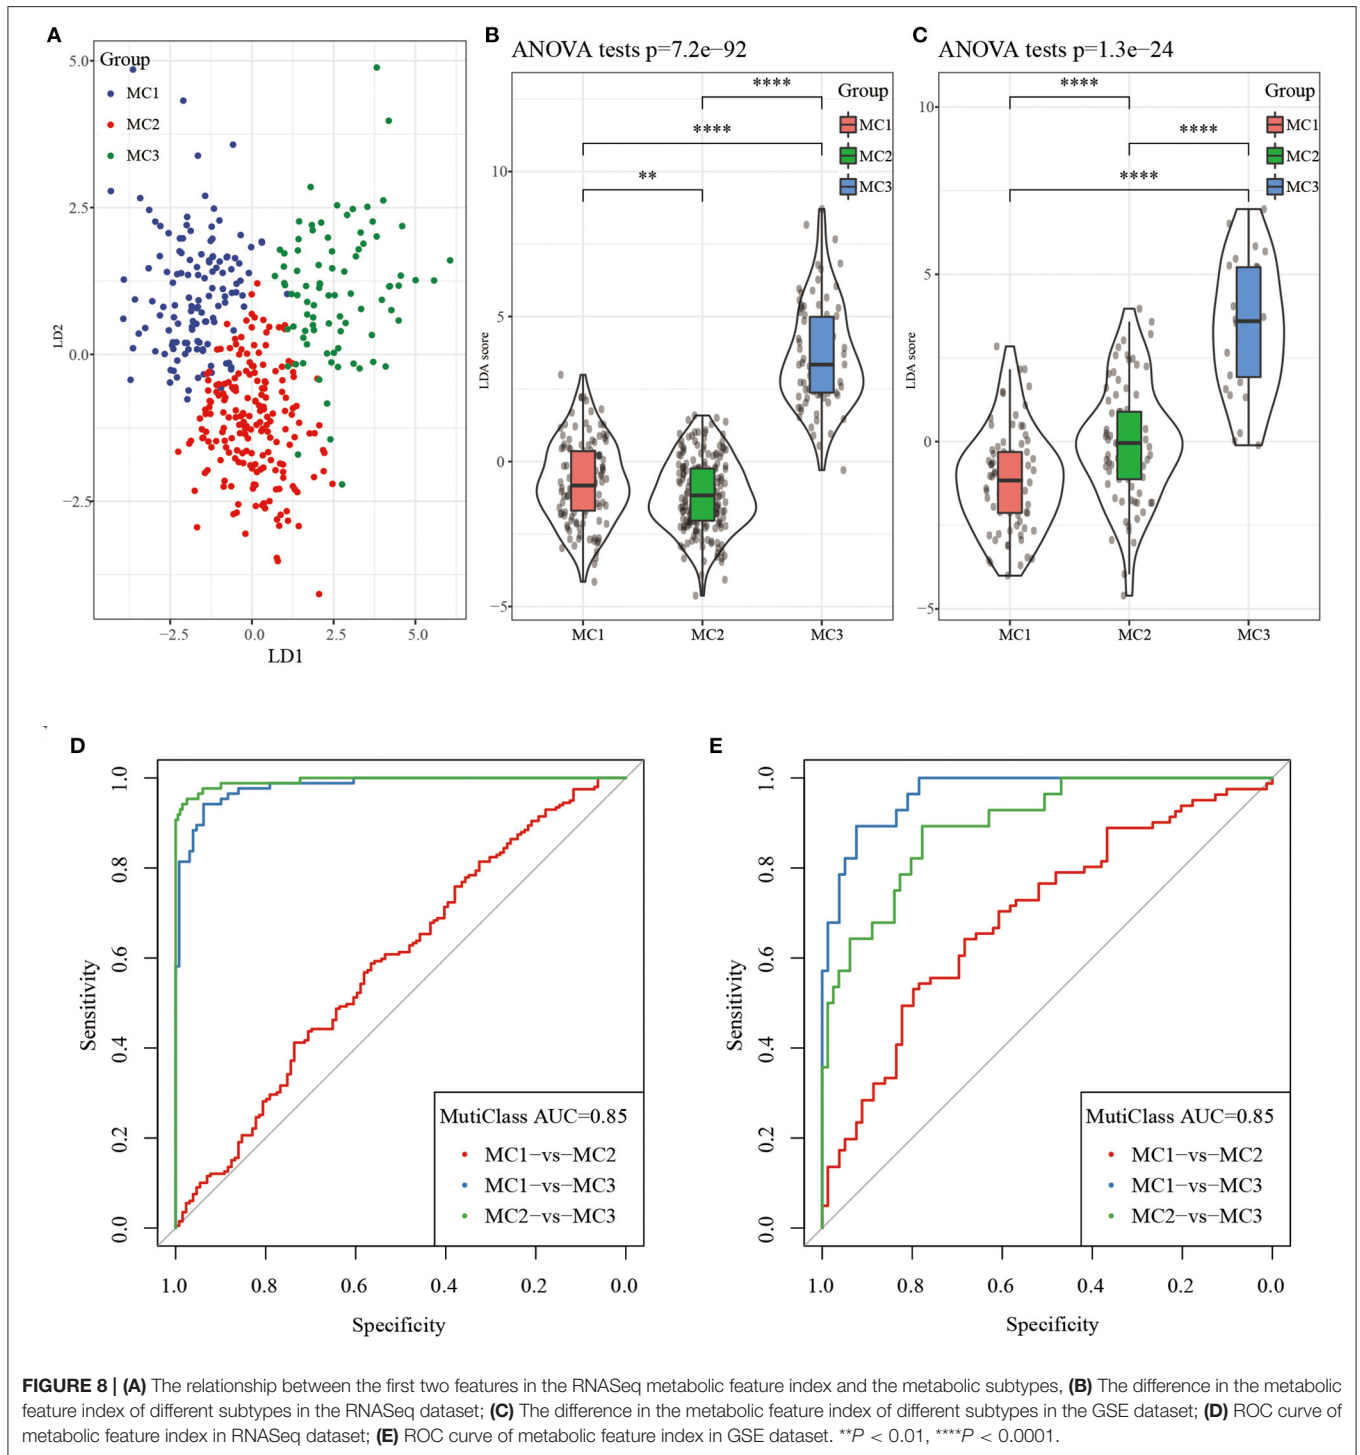 A
Group
MC1
MC2
MC3
5.0
2.5
0.0
−2.5
LD2
−2.5 0.0 2.5 5.0
LD1
B
ANOVA tests p=7.2e−92
****
****
**
Group
MC1
MC2
MC3
10
5
0
−5
LDA score
MC1 MC2 MC3
C
ANOVA tests p=1.3e−24
****
****
****
Group
MC1
MC2
MC3
10
5
0
−5
LDA score
MC1 MC2 MC3
D
1.0
0.8
0.6
0.4
0.2
0.0
Sensitivity
MutiClass AUC=0.85
MC1−vs−MC2
MC1−vs−MC3
MC2−vs−MC3
1.0 0.8 0.6 0.4 0.2 0.0
Specificity
E
1.0
0.8
0.6
0.4
0.2
0.0
Sensitivity
MutiClass AUC=0.85
MC1−vs−MC2
MC1−vs−MC3
MC2−vs−MC3
1.0 0.8 0.6 0.4 0.2 0.0
Specificity
FIGURE 8 | (A) The relationship between the first two features in the RNASeq metabolic feature index and the metabolic subtypes, (B) The difference in the metabolic
feature index of different subtypes in the RNASeq dataset; (C) The difference in the metabolic feature index of different subtypes in the GSE dataset; (D) ROC curve of
metabolic feature index in RNASeq dataset; (E) ROC curve of metabolic feature index in GSE dataset. **P < 0.01, ****P < 0.0001.